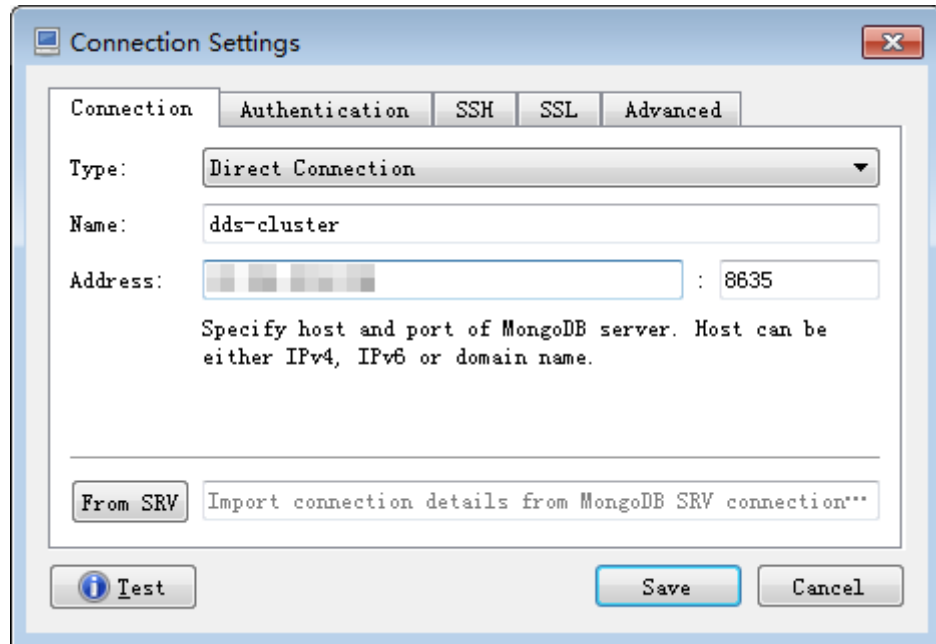 Connection Settings
Connection Authentication SSH SSL Advanced
Type: Direct Connection
Name: dds-cluster
Address: : 8635
Specify host and port of MongoDB server. Host can be
either IPv4, IPv6 or domain name.
From SRV Import connection details from MongoDB SRV connection...
Test Save Cancel